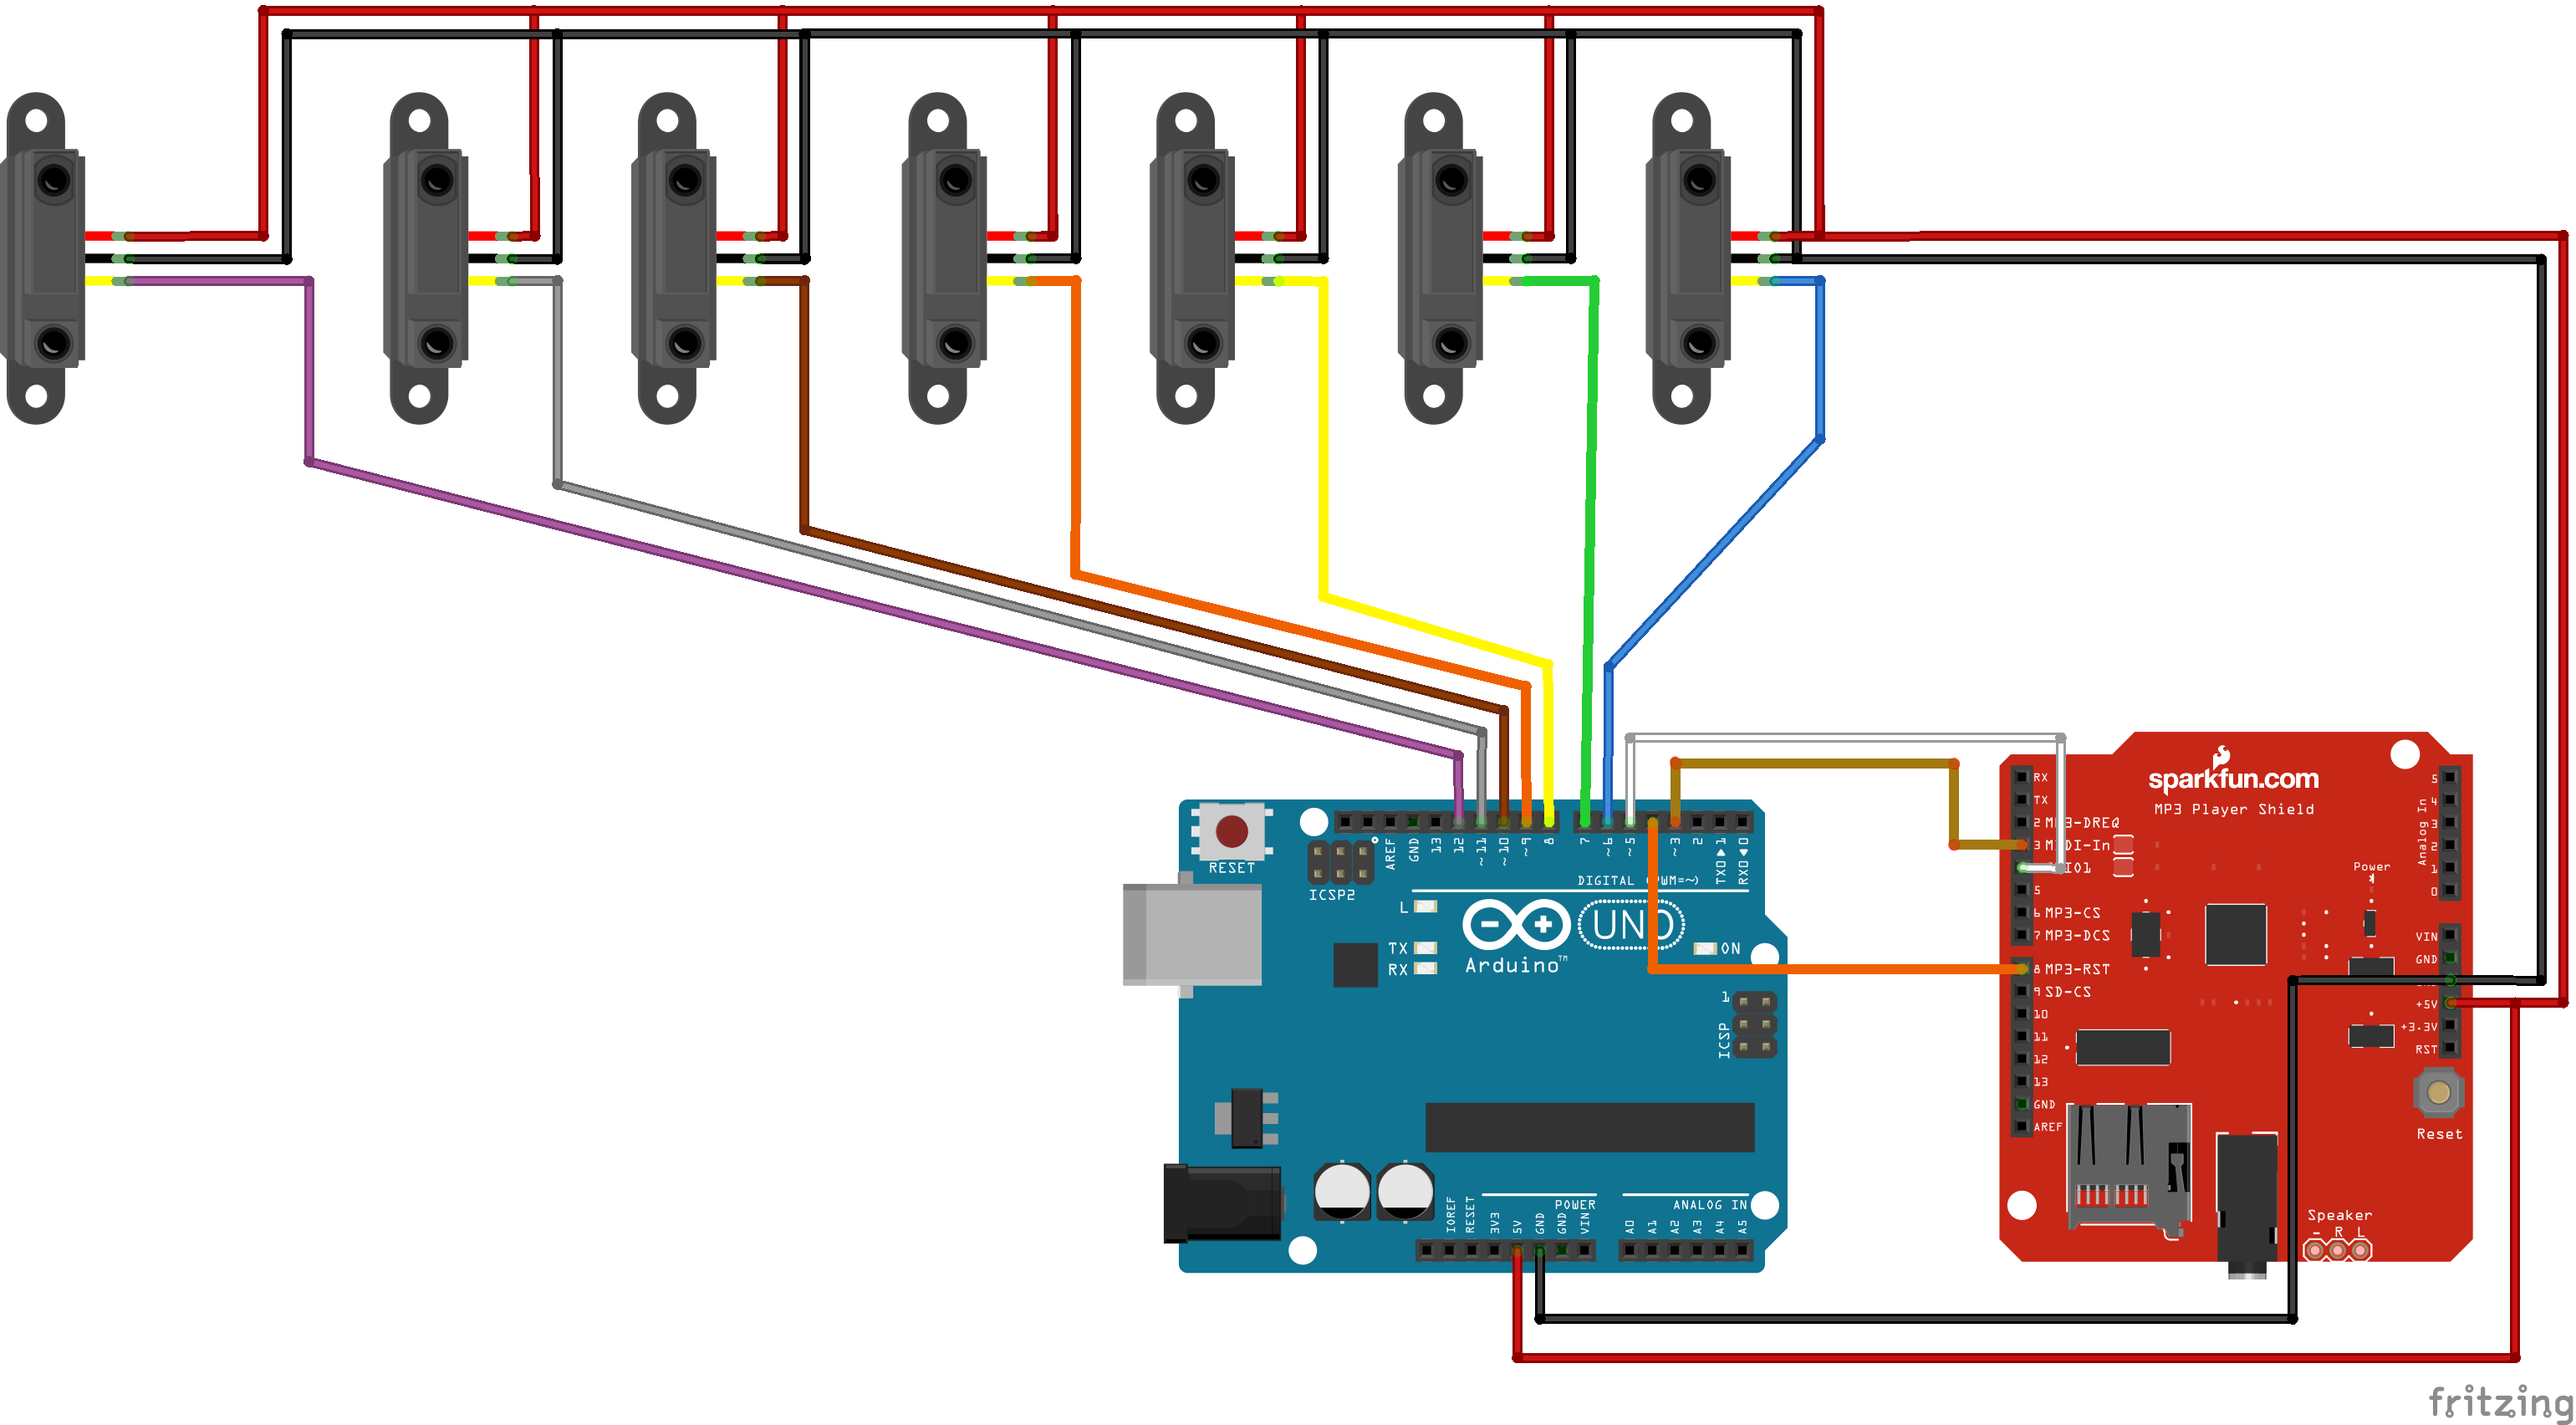 RESET
ICSP2
AREF
GND
13
12
~11
~10
~9
8
7
~6
~5
~3
2
TX0▶1
RX0◀0
DIGITAL (PWM=~)
L
TX
RX
UNO
ON
Arduino™
1
ICSP
IOREF
RESET
3V3
5V
GND
GND
VIN
POWER
ANALOG IN
A0
A1
A2
A3
A4
A5
sparkfun.com
MP3 Player Shield
RX
TX
2 MP3-DREQ
3 MIDI-In
5
6 MP3-CS
7 MP3-DCS
8 MP3-RST
9 SD-CS
10
11
12
13
GND
AREF
5
4
3
2
1
0
Analog In
Power
VIN
GND
+5V
+3.3V
RST
Reset
Speaker
- R L
fritzing